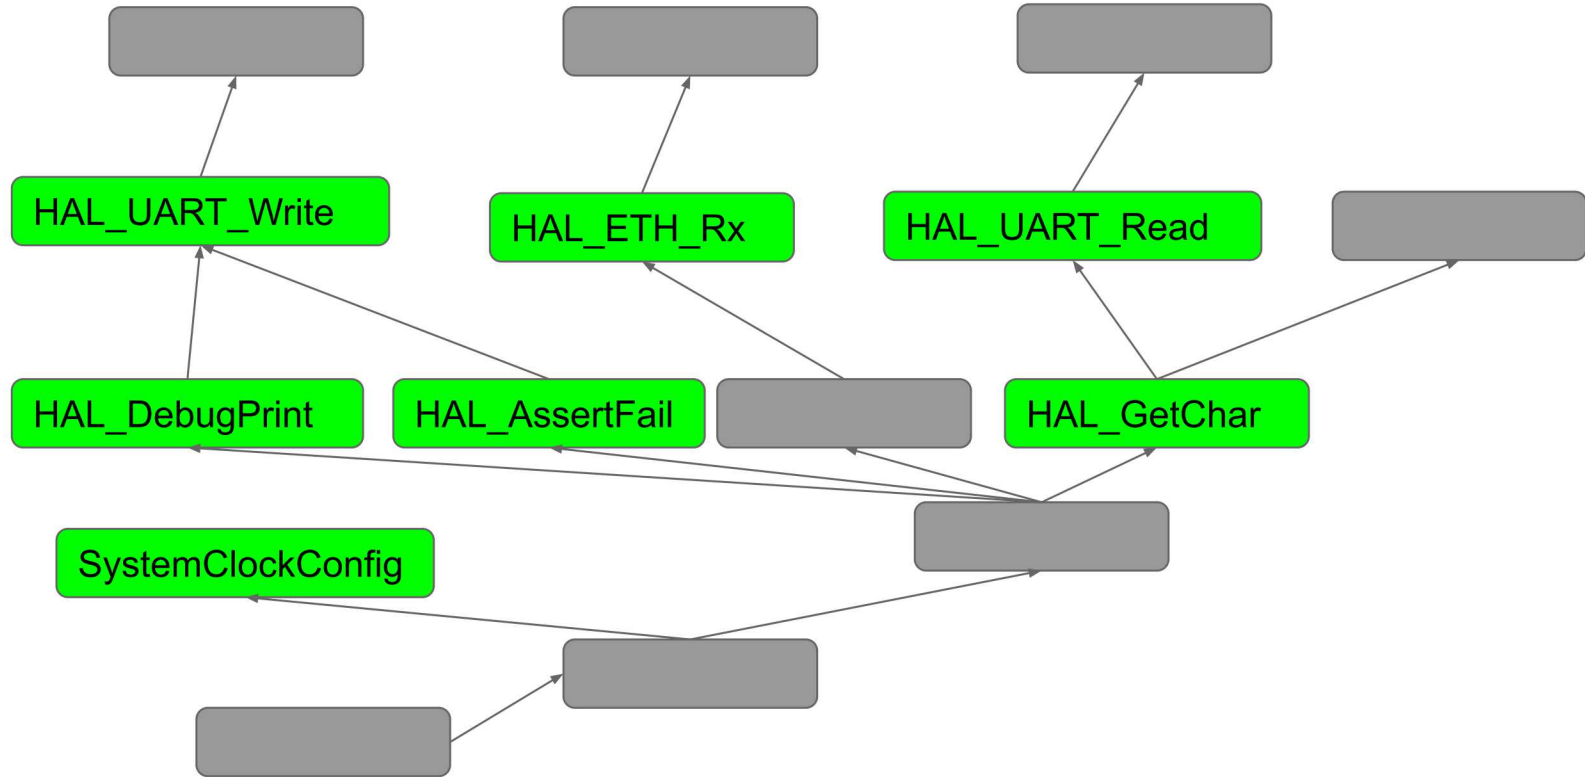 HAL_UART_Write
HAL_ETH_Rx
HAL_UART_Read
HAL_DebugPrint
HAL_AssertFail
HAL_GetChar
SystemClockConfig